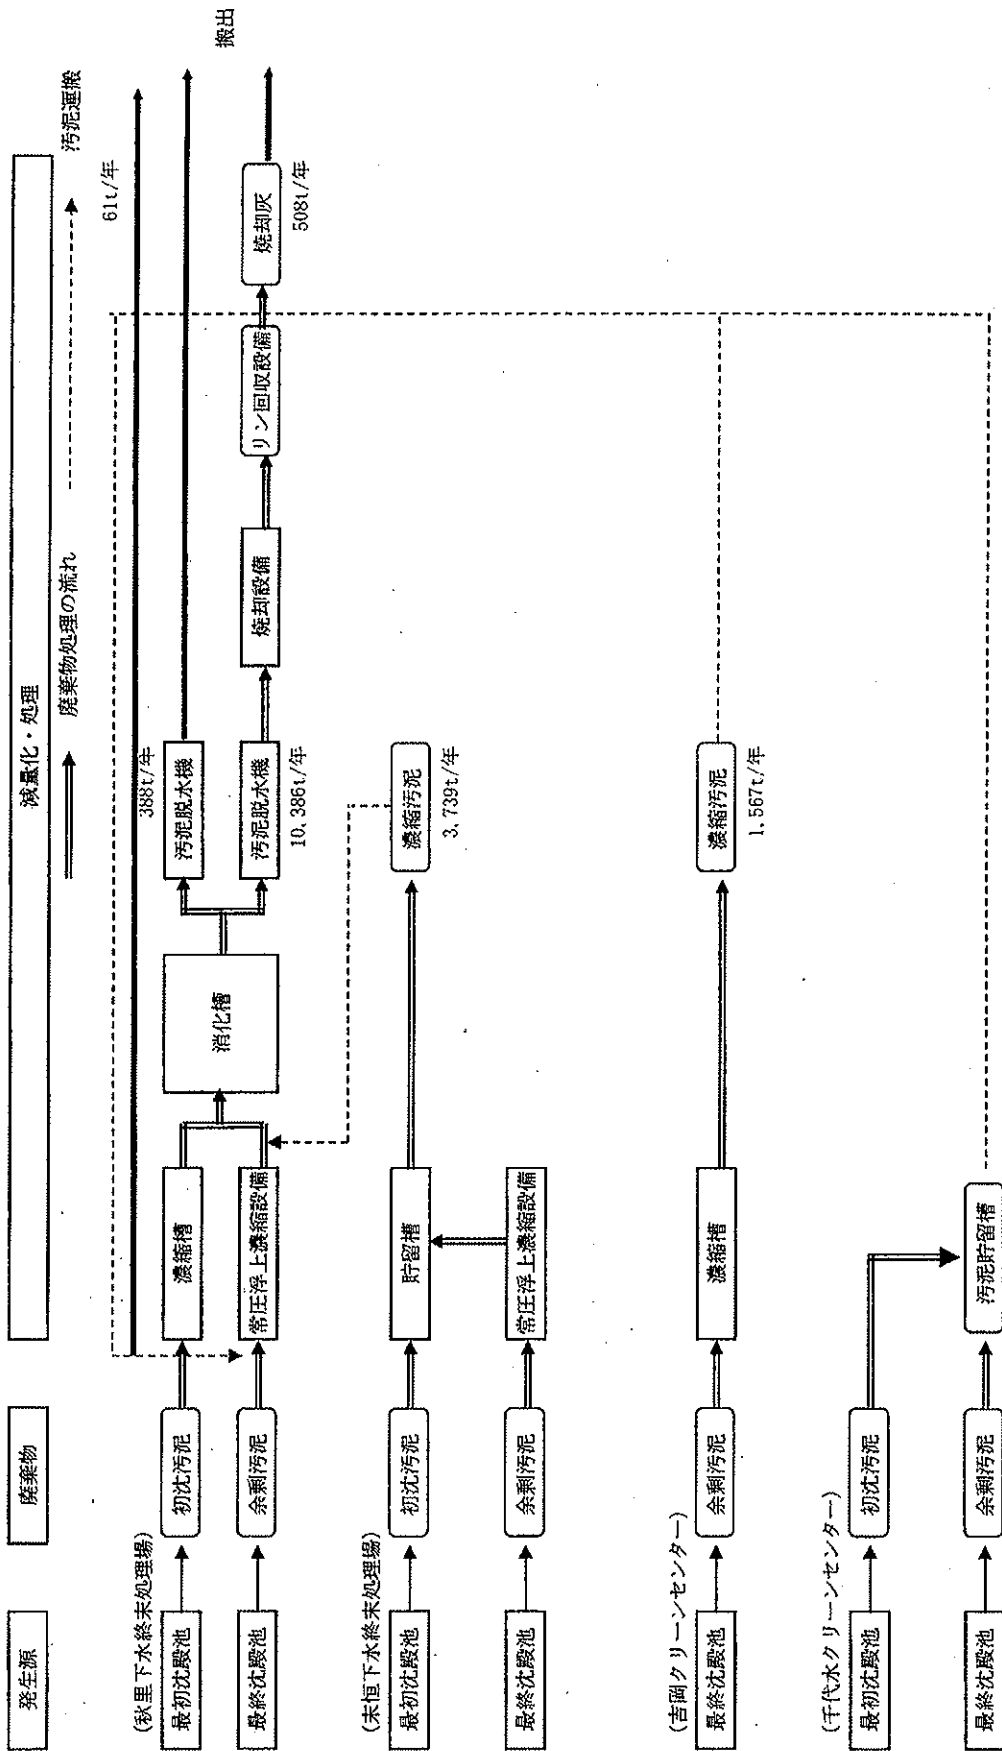 発生源
廃棄物
減量化・処理
廃棄物処理の流れ
汚泥運搬
(秋里下水終末処理場)
61t/年
最初沈殿池
初沈汚泥
濃縮槽
消化槽
汚泥脱水機
388t/年
搬出
最終沈殿池
余剰汚泥
常圧浮上濃縮設備
汚泥脱水機
10,386t/年
焼却設備
リン回収設備
焼却灰
508t/年
(末恒下水終末処理場)
最初沈殿池
初沈汚泥
貯留槽
濃縮汚泥
3,739t/年
最終沈殿池
余剰汚泥
常圧浮上濃縮設備
(吉岡クリーンセンター)
最終沈殿池
余剰汚泥
濃縮槽
濃縮汚泥
1,567t/年
(千代水クリーンセンター)
最初沈殿池
初沈汚泥
最終沈殿池
余剰汚泥
汚泥貯留槽